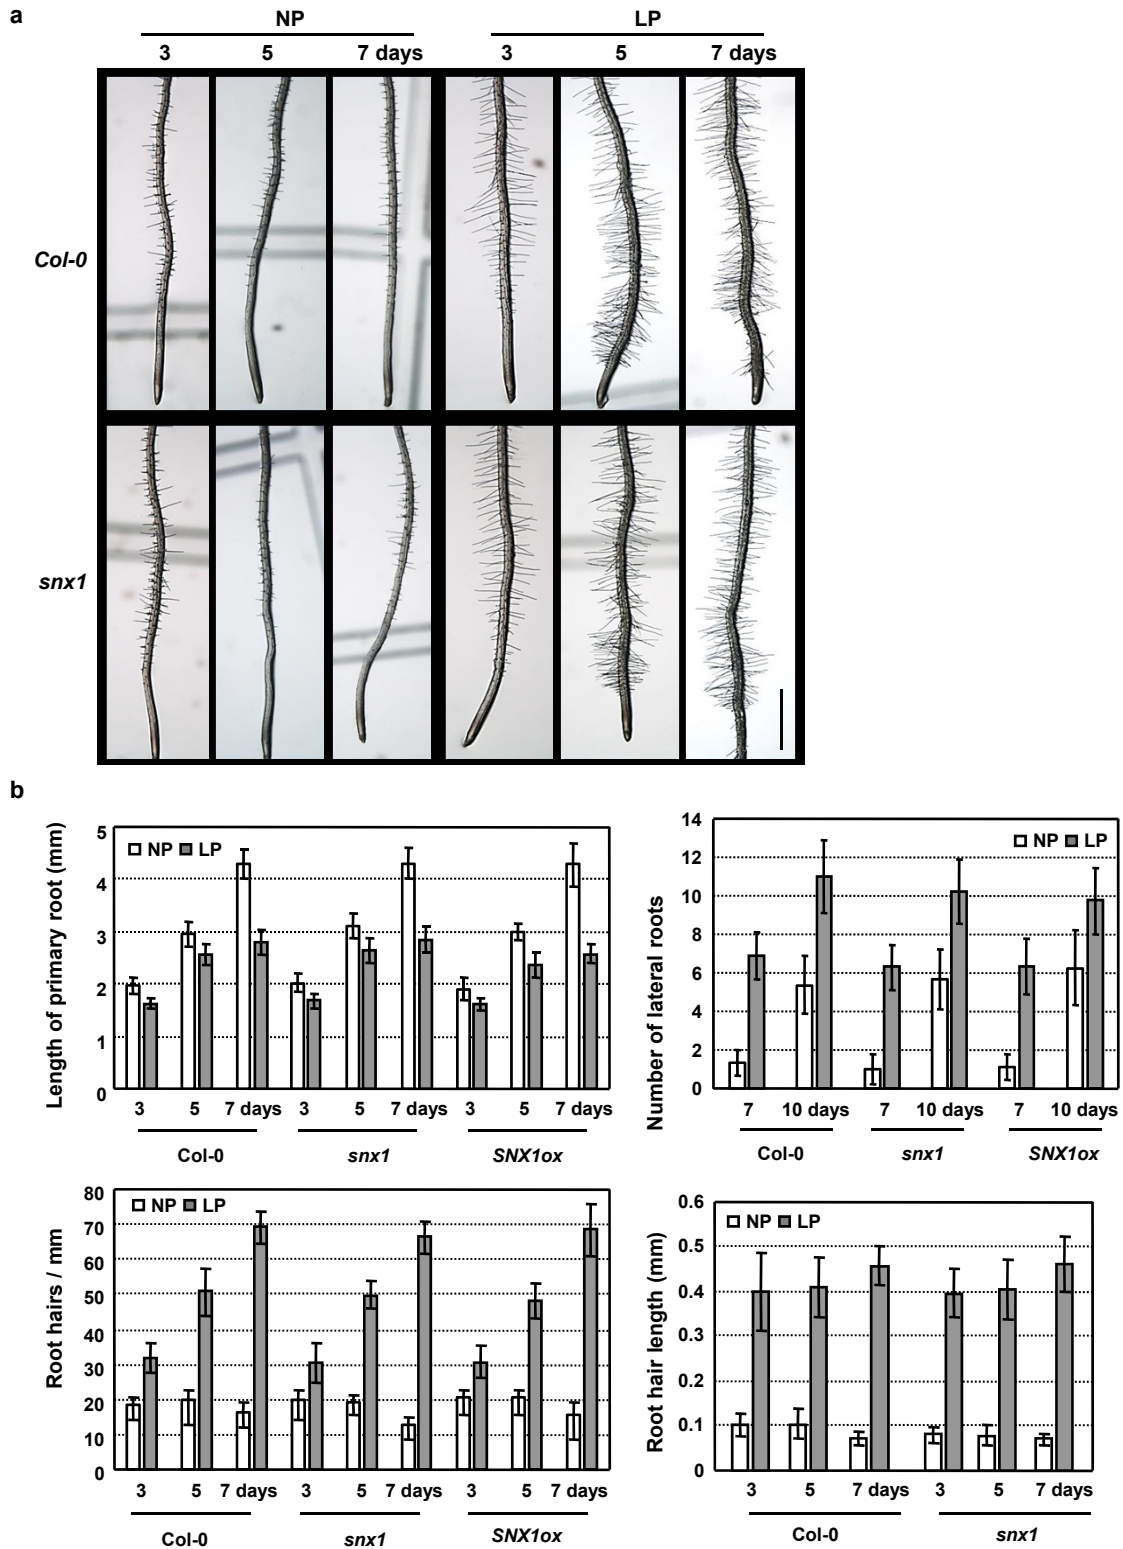 a
NP LP
3 5 7 days 3 5 7 days
Col-0
snx1
b
Length of primary root (mm)
5
4
3
2
1
0
NP LP
3 5 7 days 3 5 7 days 3 5 7 days
Col-0 snx1 SNX1ox
Number of lateral roots
14
12
10
8
6
4
2
0
NP LP
7 10 days 7 10 days 7 10 days
Col-0 snx1 SNX1ox
Root hairs / mm
80
70
60
50
40
30
20
10
0
NP LP
3 5 7 days 3 5 7 days 3 5 7 days
Col-0 snx1 SNX1ox
Root hair length (mm)
0.6
0.5
0.4
0.3
0.2
0.1
0
NP LP
3 5 7 days 3 5 7 days
Col-0 snx1